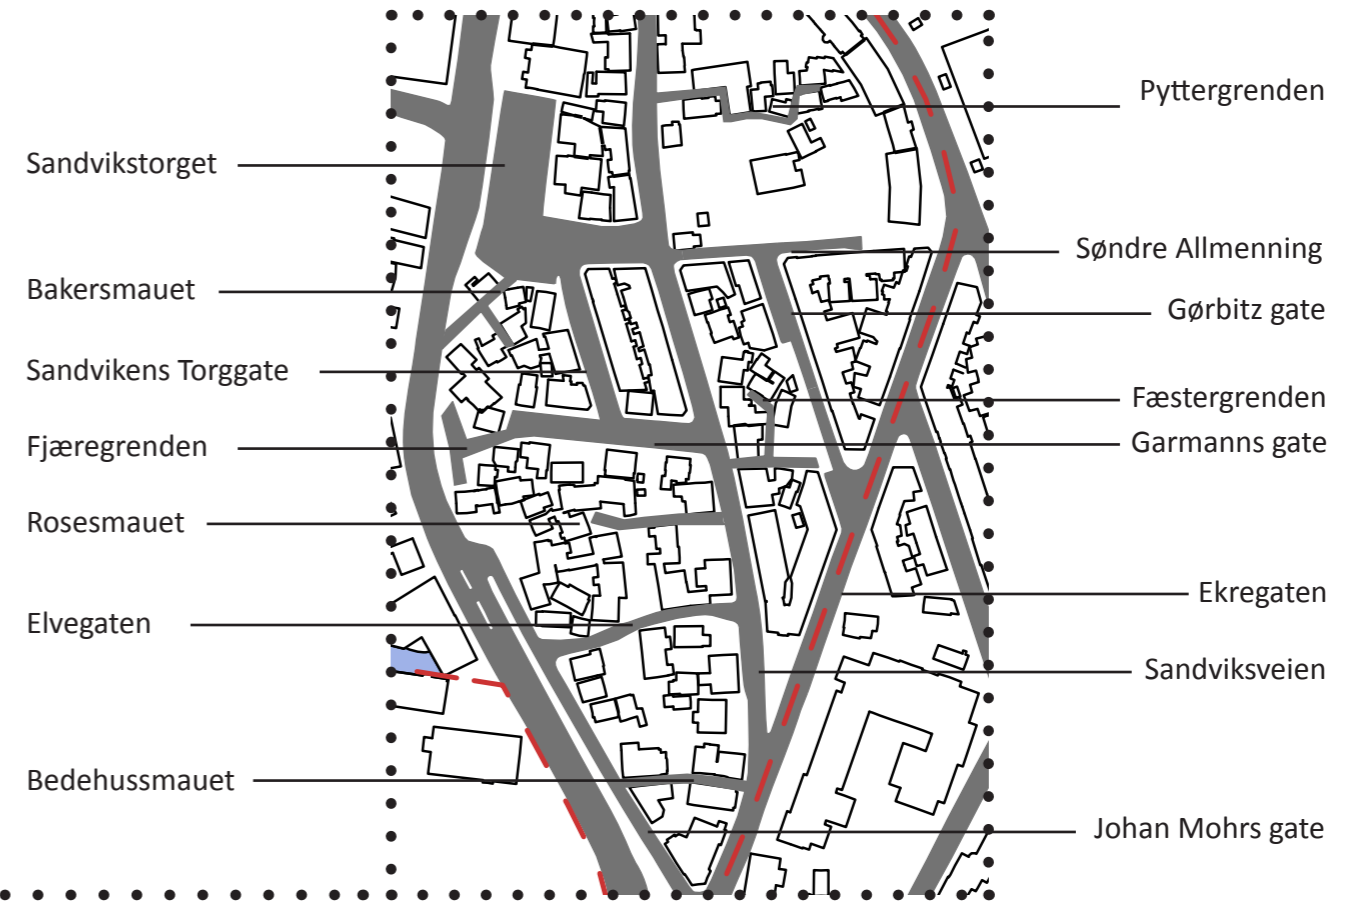 Pyttergrenden
Sandvikstorget
Søndre Allmenning
Bakersmauet
Gørbitz gate
Sandvikens Torggate
Fæstergrenden
Fjæregrenden
Garmanns gate
Rosesmauet
Ekregaten
Elvegaten
Sandviksveien
Bedehussmauet
Johan Mohrs gate